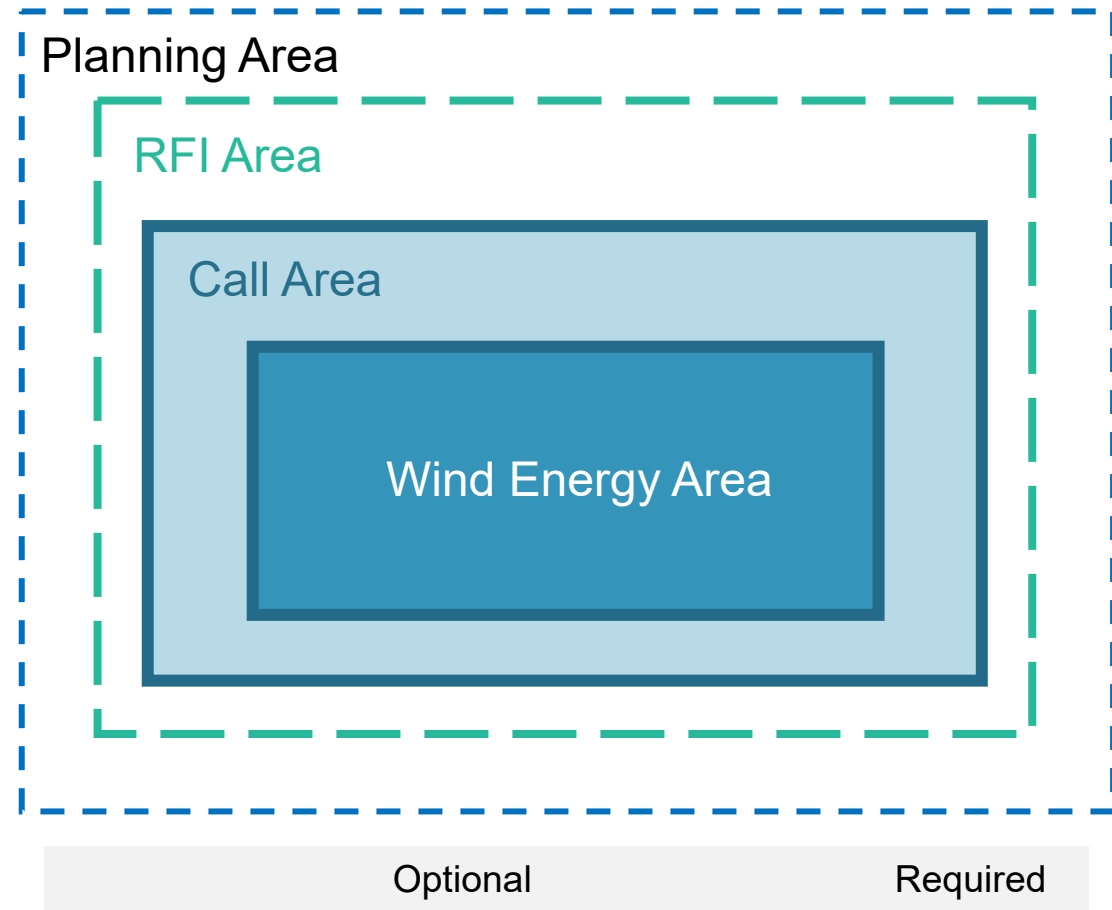 Planning Area
RFI Area
Call Area
Wind Energy Area
Optional Required